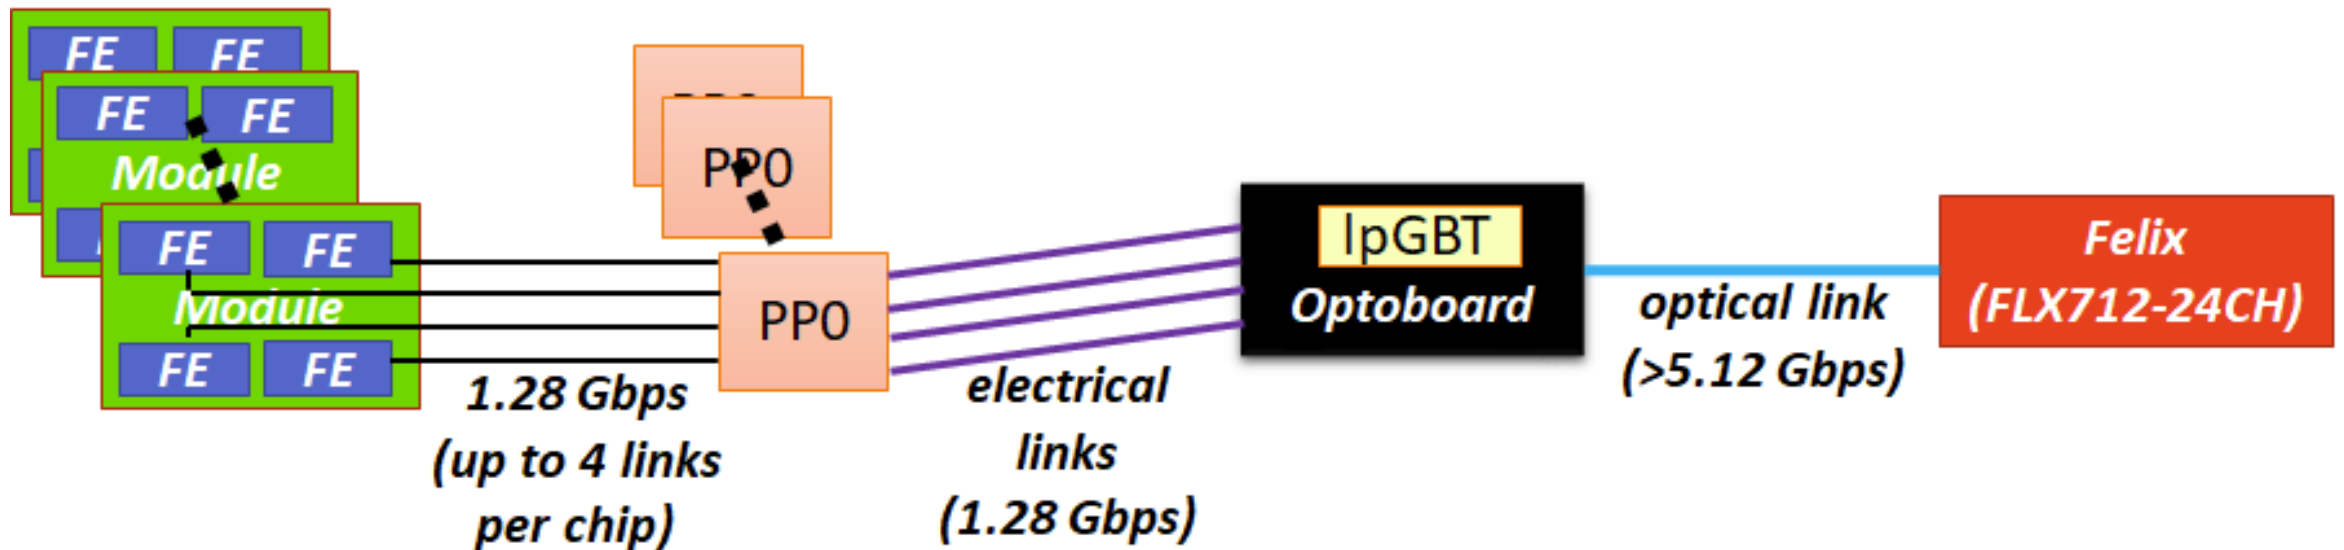 FE FE
FE FE
Module
FE FE
Module
FE FE
PP0
PP0
1.28 Gbps
(up to 4 links
per chip)
electrical
links
(1.28 Gbps)
lpGBT
Optoboard
optical link
(>5.12 Gbps)
Felix
(FLX712-24CH)